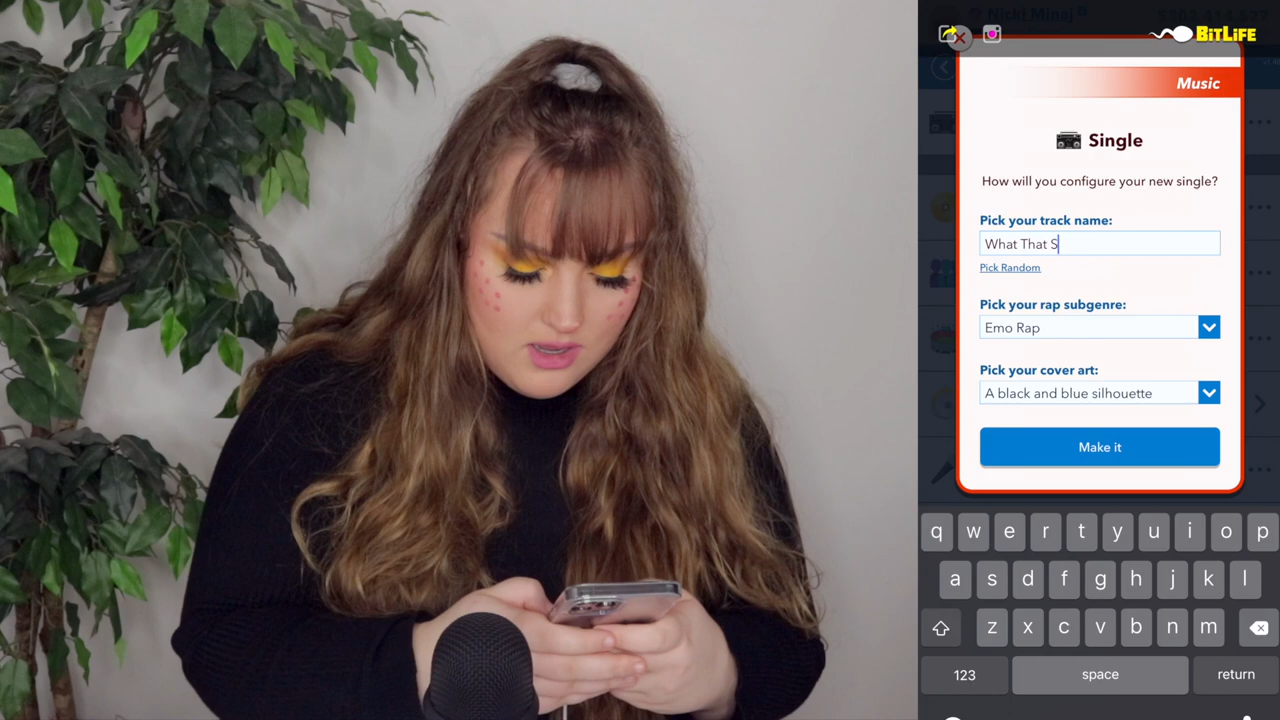 Nicki Minaj
BitLife
Music
Single
How will you configure your new single?
Pick your track name:
What That S
Pick Random
Pick your rap subgenre:
Emo Rap
Pick your cover art:
A black and blue silhouette
Make it
q w e r t y u i o p
a s d f g h j k l
z x c v b n m
123 space return